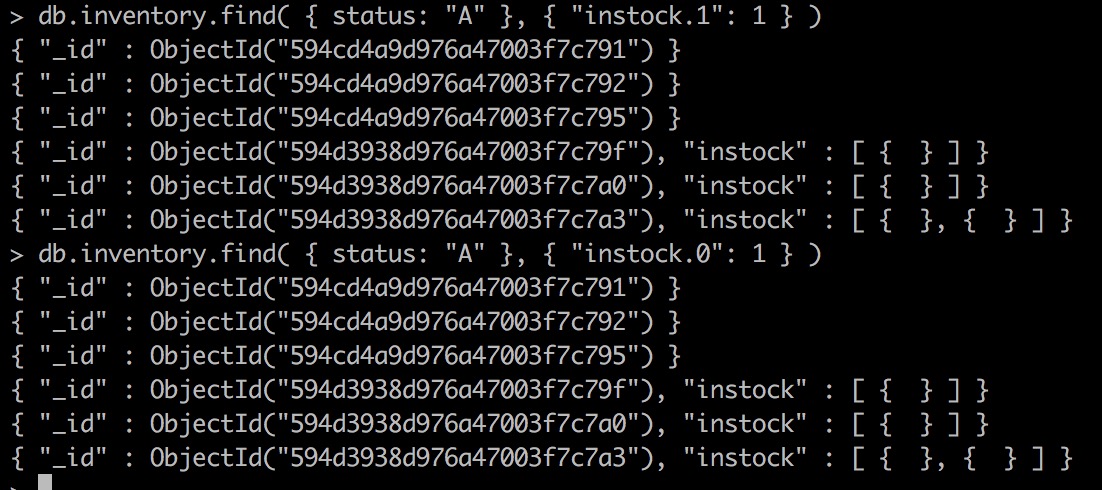 > db.inventory.find( { status: "A" }, { "instock.1": 1 } )
{ "_id" : ObjectId("594cd4a9d976a47003f7c791") }
{ "_id" : ObjectId("594cd4a9d976a47003f7c792") }
{ "_id" : ObjectId("594cd4a9d976a47003f7c795") }
{ "_id" : ObjectId("594d3938d976a47003f7c79f"), "instock" : [ {  } ] }
{ "_id" : ObjectId("594d3938d976a47003f7c7a0"), "instock" : [ {  } ] }
{ "_id" : ObjectId("594d3938d976a47003f7c7a3"), "instock" : [ {  }, {  } ] }
> db.inventory.find( { status: "A" }, { "instock.0": 1 } )
{ "_id" : ObjectId("594cd4a9d976a47003f7c791") }
{ "_id" : ObjectId("594cd4a9d976a47003f7c792") }
{ "_id" : ObjectId("594cd4a9d976a47003f7c795") }
{ "_id" : ObjectId("594d3938d976a47003f7c79f"), "instock" : [ {  } ] }
{ "_id" : ObjectId("594d3938d976a47003f7c7a0"), "instock" : [ {  } ] }
{ "_id" : ObjectId("594d3938d976a47003f7c7a3"), "instock" : [ {  }, {  } ] }
>